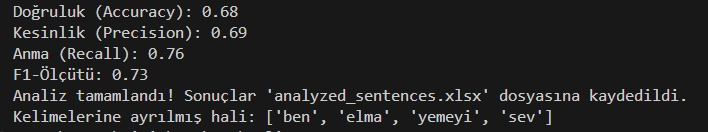 Doğruluk (Accuracy): 0.68
Kesinlik (Precision): 0.69
Anma (Recall): 0.76
F1-Ölçütü: 0.73
Analiz tamamlandı! Sonuçlar 'analyzed_sentences.xlsx' dosyasına kaydedildi.
Kelimelerine ayrılmış hali: ['ben', 'elma', 'yemeyi', 'sev']